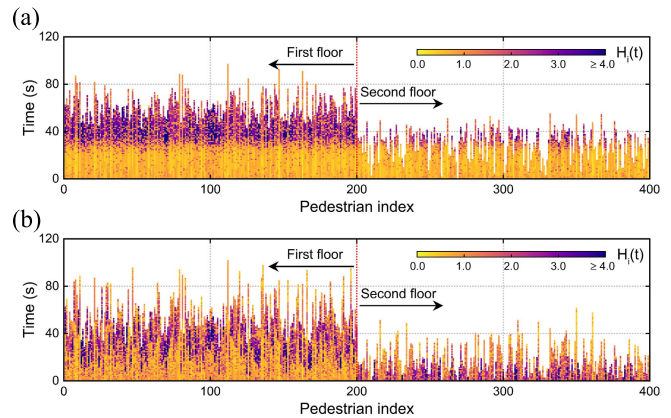 (a)
First floor
Second floor
H_i(t)
0.0 1.0 2.0 3.0 ≥ 4.0
Time (s)
120
80
40
0
0 100 200 300 400
Pedestrian index
(b)
First floor
Second floor
H_i(t)
0.0 1.0 2.0 3.0 ≥ 4.0
Time (s)
120
80
40
0
0 100 200 300 400
Pedestrian index